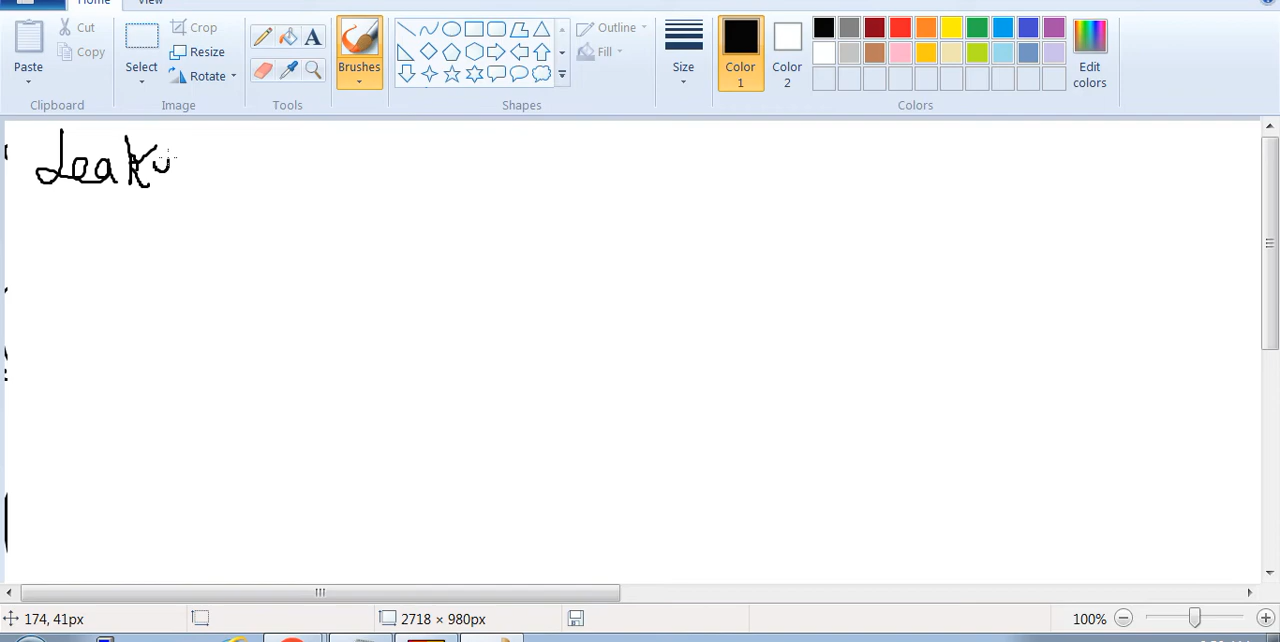 Home View
Paste
Cut
Copy
Clipboard
Select
Crop
Resize
Rotate
Image
Tools
Brushes
Shapes
Outline
Fill
Size
Color 1
Color 2
Edit colors
Colors
Leaki
174, 41px
2718 × 980px
100%